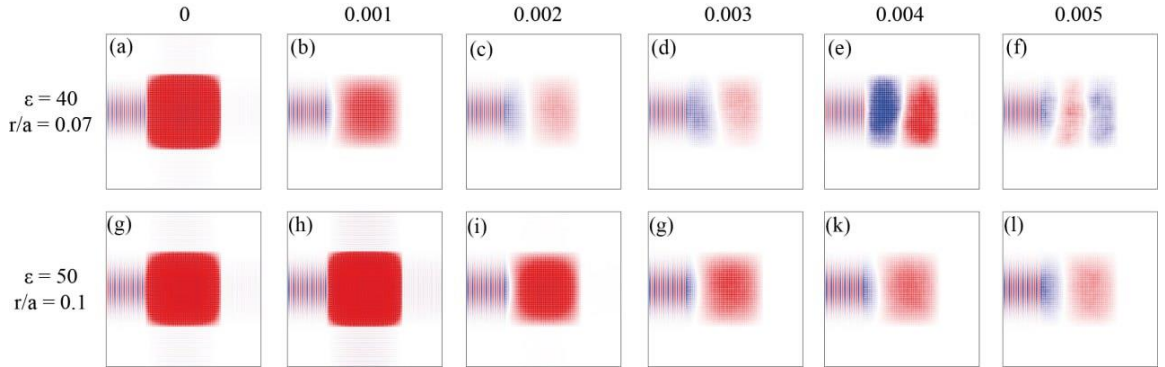 0 0.001 0.002 0.003 0.004 0.005
(a) (b) (c) (d) (e) (f)
ε = 40
r/a = 0.07
(g) (h) (i) (g) (k) (l)
ε = 50
r/a = 0.1